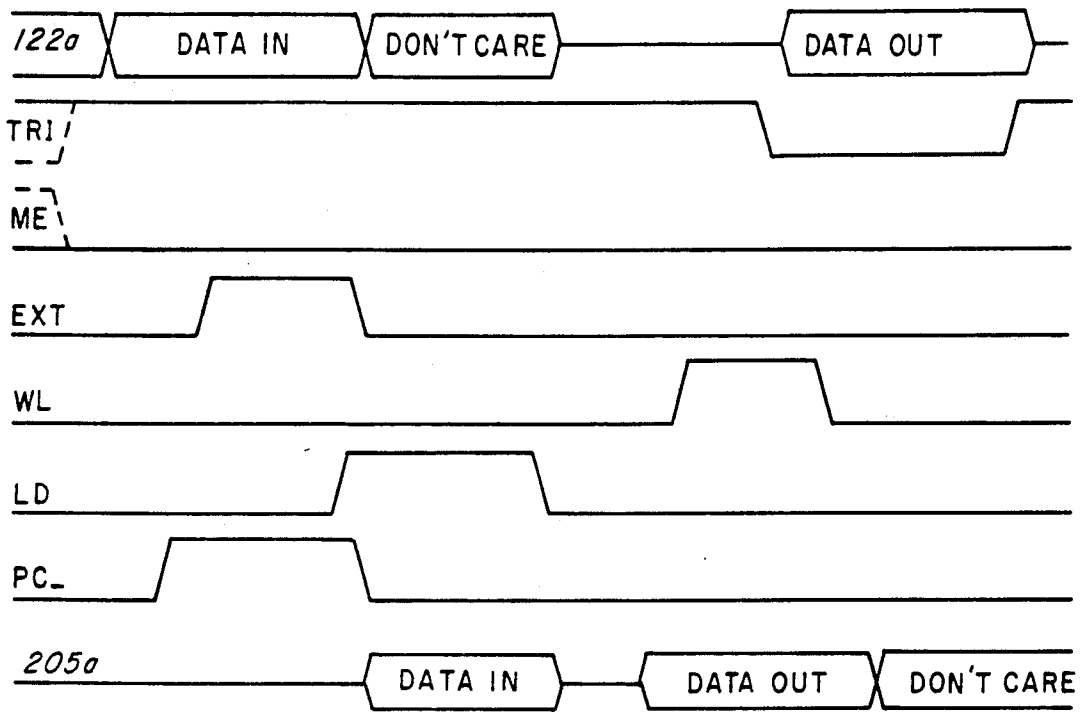 122a DATA IN DON'T CARE DATA OUT
TRI
ME
EXT
WL
LD
PC_
205a DATA IN DATA OUT DON'T CARE